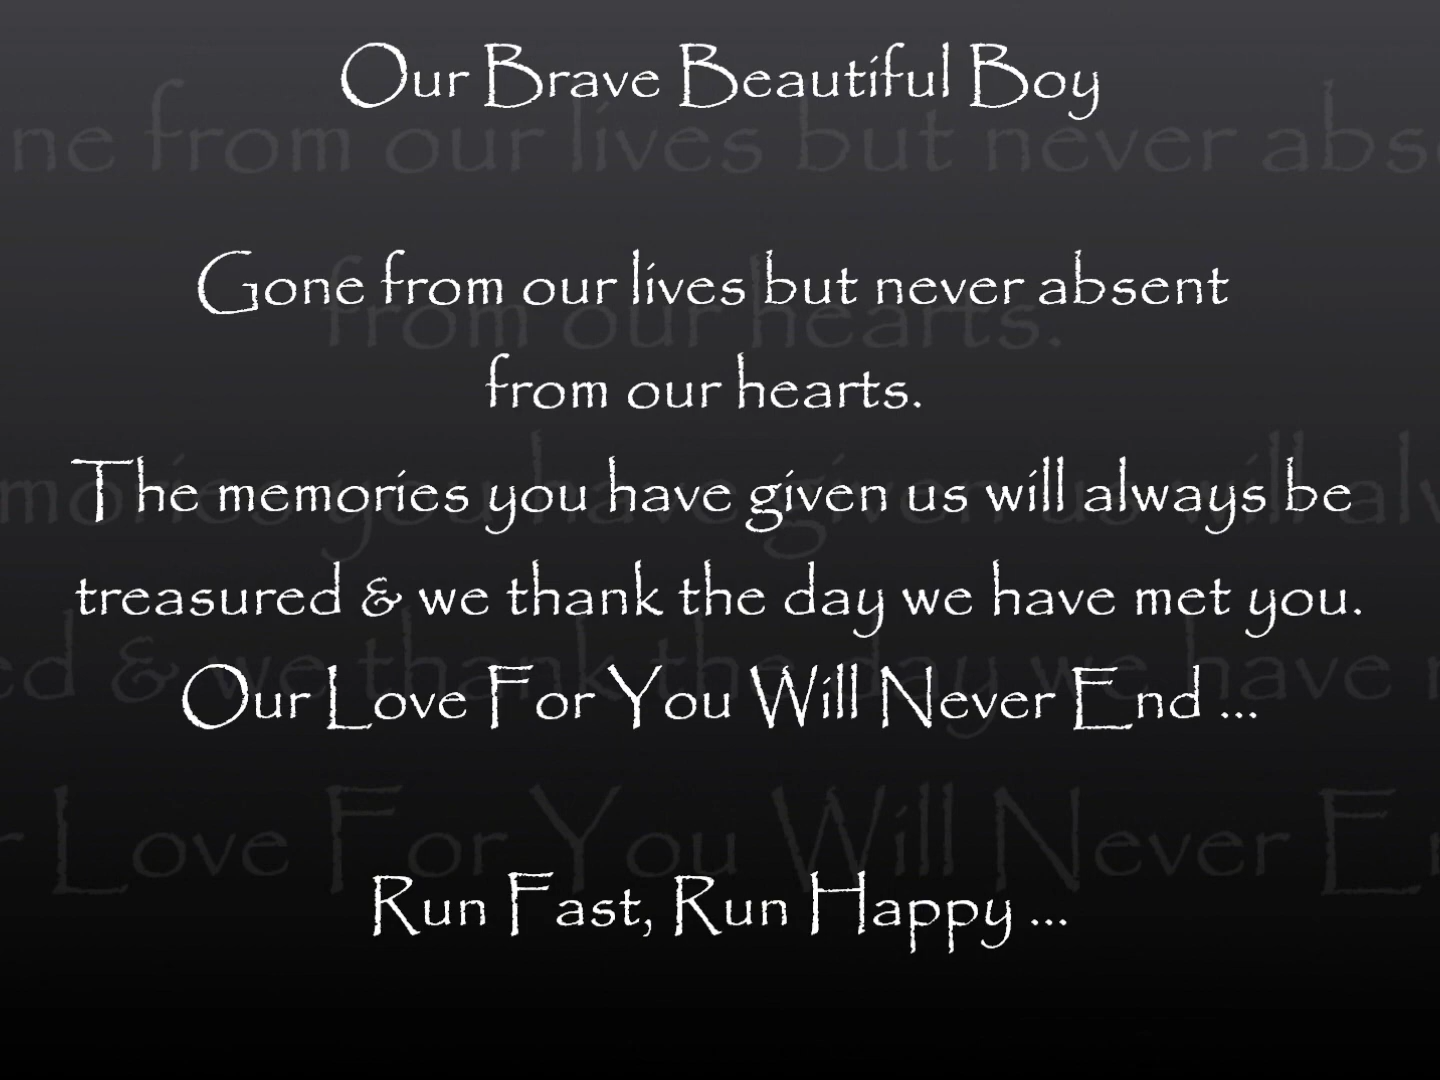 Our Brave Beautiful Boy
Gone from our lives but never absent
from our hearts.
The memories you have given us will always be
treasured & we thank the day we have met you.
Our Love For You Will Never End ...
Run Fast, Run Happy ...